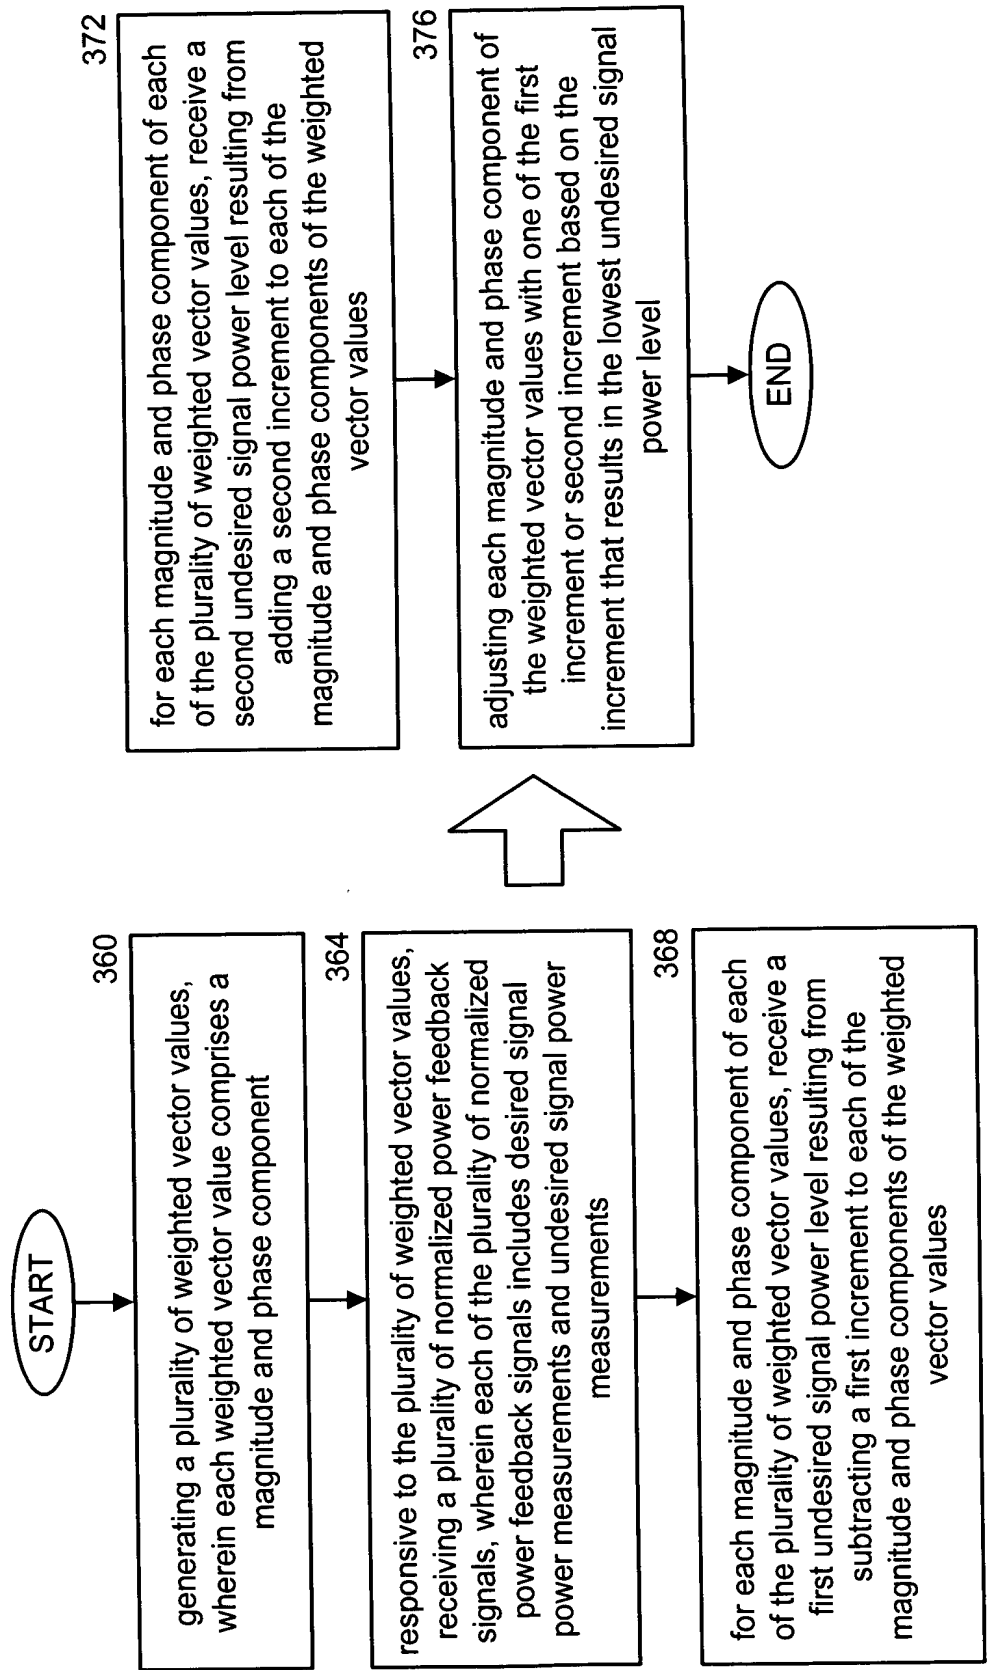 START
360
generating a plurality of weighted vector values,
wherein each weighted vector value comprises a
magnitude and phase component
364
responsive to the plurality of weighted vector values,
receiving a plurality of normalized power feedback
signals, wherein each of the plurality of normalized
power feedback signals includes desired signal
power measurements and undesired signal power
measurements
368
for each magnitude and phase component of each
of the plurality of weighted vector values, receive a
first undesired signal power level resulting from
subtracting a first increment to each of the
magnitude and phase components of the weighted
vector values
372
for each magnitude and phase component of each
of the plurality of weighted vector values, receive a
second undesired signal power level resulting from
adding a second increment to each of the
magnitude and phase components of the weighted
vector values
376
adjusting each magnitude and phase component of
the weighted vector values with one of the first
increment or second increment based on the
increment that results in the lowest undesired signal
power level
END